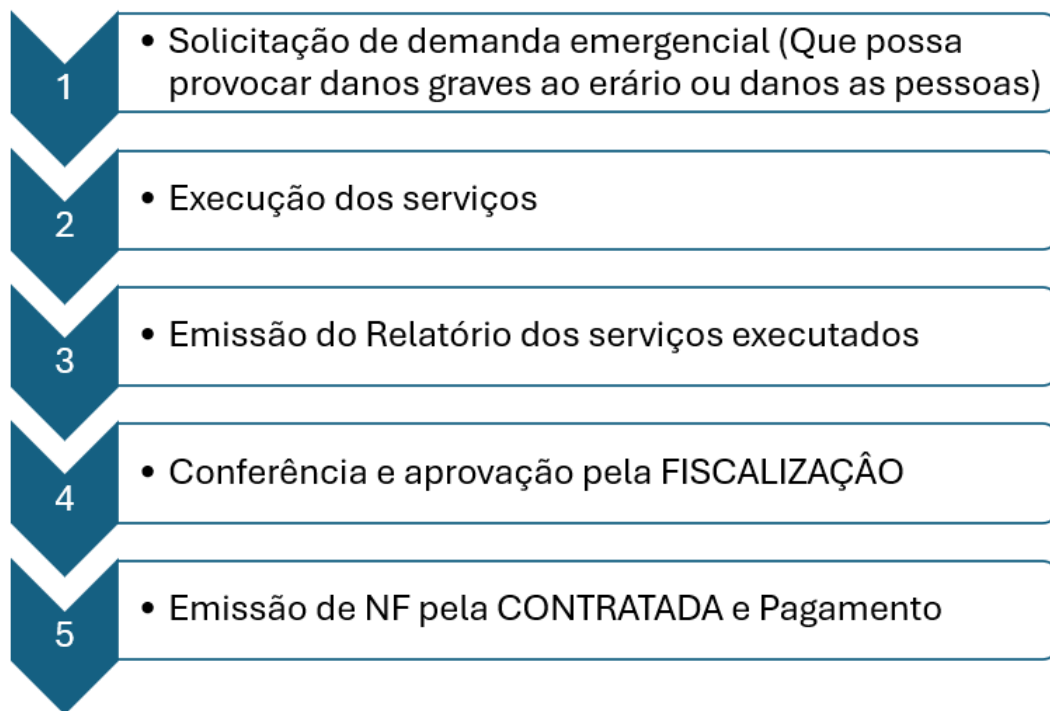 1
• Solicitação de demanda emergencial (Que possa
provocar danos graves ao erário ou danos as pessoas)
2
• Execução dos serviços
3
• Emissão do Relatório dos serviços executados
4
• Conferência e aprovação pela FISCALIZAÇÂO
5
• Emissão de NF pela CONTRATADA e Pagamento